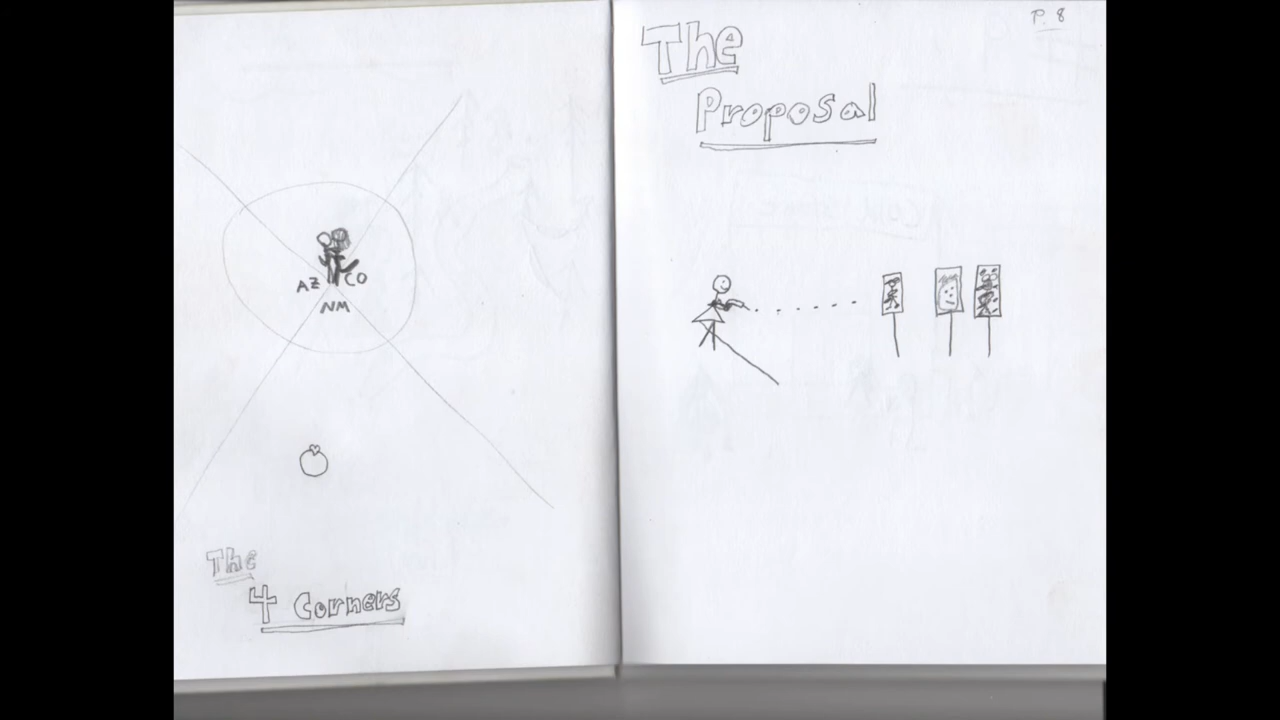 AZ CO
NM
The
4 Corners
P. 8
The
Proposal